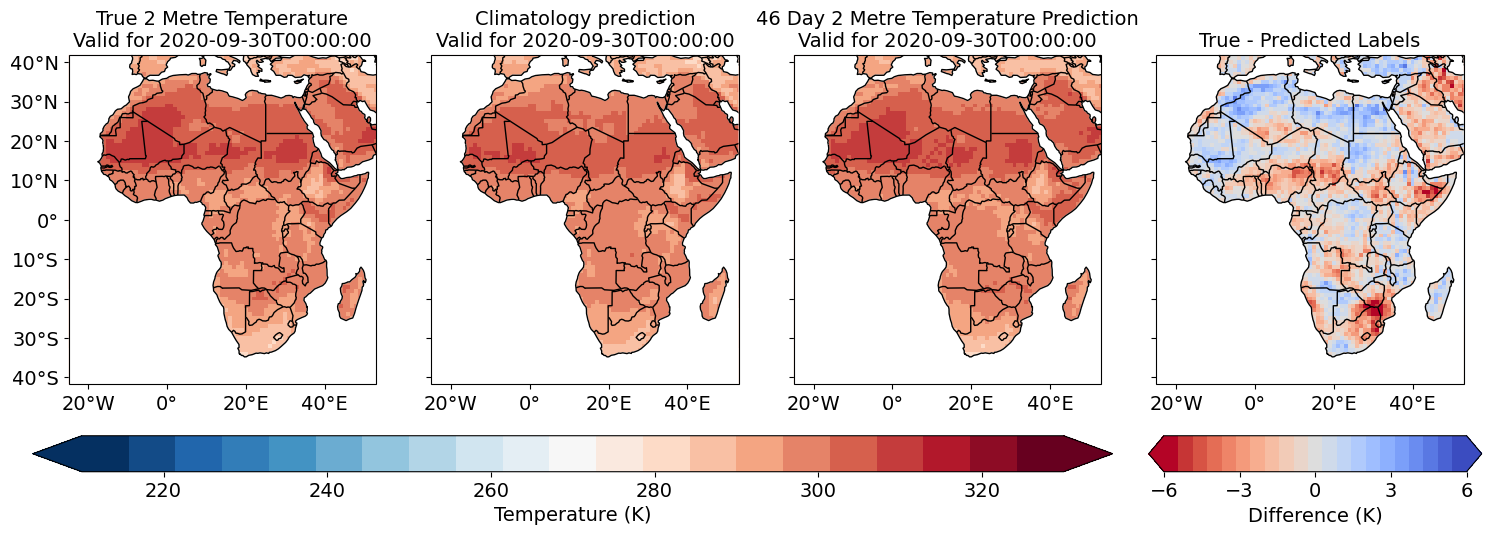 True 2 Metre Temperature
Valid for 2020-09-30T00:00:00
Climatology prediction
Valid for 2020-09-30T00:00:00
46 Day 2 Metre Temperature Prediction
Valid for 2020-09-30T00:00:00
True - Predicted Labels
40°N
30°N
20°N
10°N
0°
10°S
20°S
30°S
40°S
20°W 0° 20°E 40°E
20°W 0° 20°E 40°E
20°W 0° 20°E 40°E
20°W 0° 20°E 40°E
220 240 260 280 300 320
Temperature (K)
−6 −3 0 3 6
Difference (K)